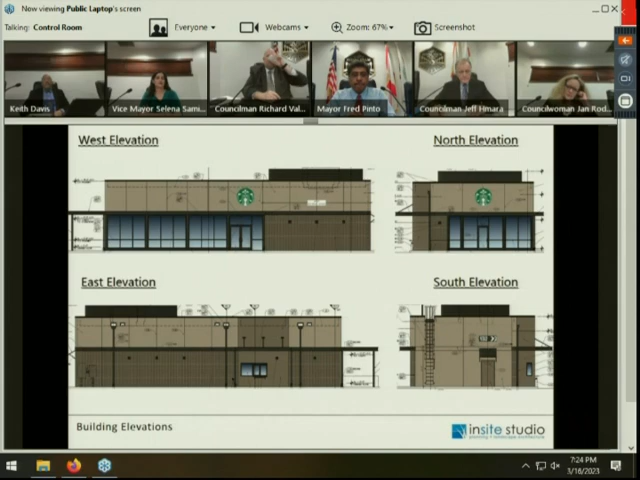 Now viewing Public Laptop's screen
Talking: Control Room
Everyone
Webcams
Zoom: 67%
Screenshot
Keith Davis
Vice Mayor Selena Sam...
Councilman Richard Val...
Mayor Fred Pinto
Councilman Jeff Hmara
Councilwoman Jan Rod...
West Elevation
North Elevation
East Elevation
South Elevation
Building Elevations
insite studio
7:24 PM
3/16/2023